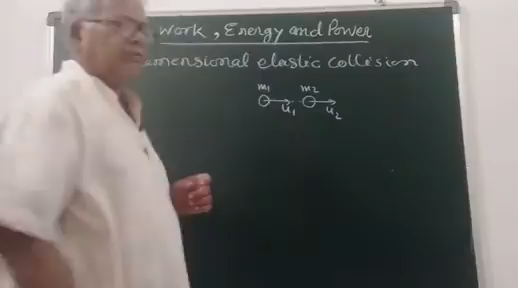 work, Energy and Power
mensional elastic collision
m1 m2
u1 u2